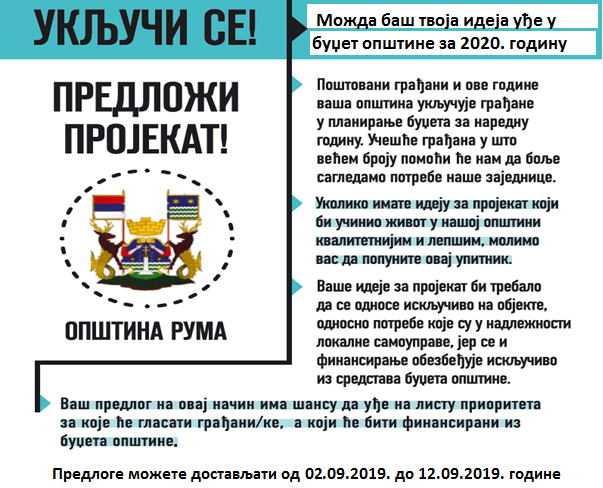 УКЉУЧИ СЕ!
Можда баш твоја идеја уђе у
буџет општине за 2020. годину
ПРЕДЛОЖИ
ПРОЈЕКАТ!
ОПШТИНА РУМА
Поштовани грађани и ове године
ваша општина укључује грађане
у планирање буџета за наредну
годину. Учешће грађана у што
већем броју помоћи ће нам да боље
сагледамо потребе наше заједнице.
Уколико имате идеју за пројекат који
би учинио живот у нашој општини
квалитетнијим и лепшим, молимо
вас да попуните овај упитник.
Ваше идеје за пројекат би требало
да се односе искључиво на објекте,
односно потребе које су у надлежности
локалне самоуправе, јер се и
финансирање обезбеђује искључиво
из средстава буџета општине.
Ваш предлог на овај начин има шансу да уђе на листу приоритета
за које ће гласати грађани/ке, а који ће бити финансирани из
буџета општине.
Предлоге можете достављати од 02.09.2019. до 12.09.2019. године